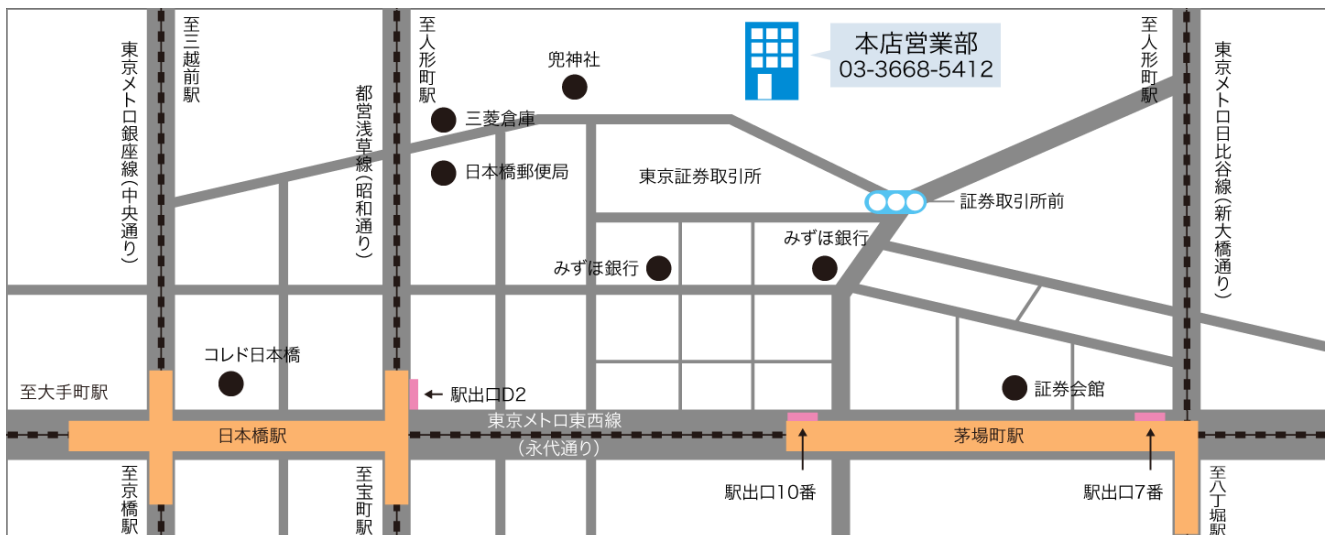 東京メトロ銀座線(中央通り)
至三越前駅
都営浅草線(昭和通り)
至人形町駅
兜神社
三菱倉庫
日本橋郵便局
本店営業部
03-3668-5412
至人形町駅
東京メトロ日比谷線(新大橋通り)
東京証券取引所
証券取引所前
みずほ銀行
みずほ銀行
コレド日本橋
至大手町駅
駅出口D2
証券会館
日本橋駅
東京メトロ東西線
(永代通り)
茅場町駅
至京橋駅
至宝町駅
駅出口10番
駅出口7番
至八丁堀駅